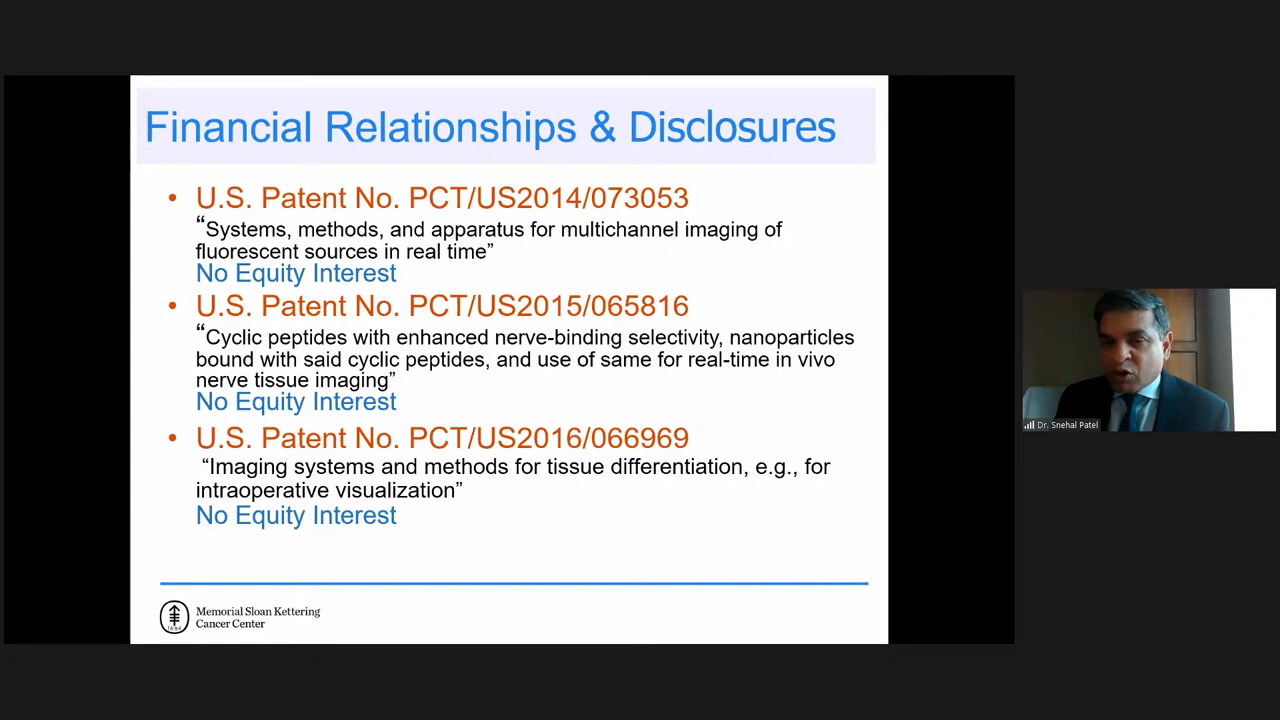 Financial Relationships & Disclosures
• U.S. Patent No. PCT/US2014/073053
“Systems, methods, and apparatus for multichannel imaging of
fluorescent sources in real time”
No Equity Interest
• U.S. Patent No. PCT/US2015/065816
“Cyclic peptides with enhanced nerve-binding selectivity, nanoparticles
bound with said cyclic peptides, and use of same for real-time in vivo
nerve tissue imaging”
No Equity Interest
• U.S. Patent No. PCT/US2016/066969
“Imaging systems and methods for tissue differentiation, e.g., for
intraoperative visualization”
No Equity Interest
Memorial Sloan Kettering
Cancer Center
1884
Dr. Snehal Patel